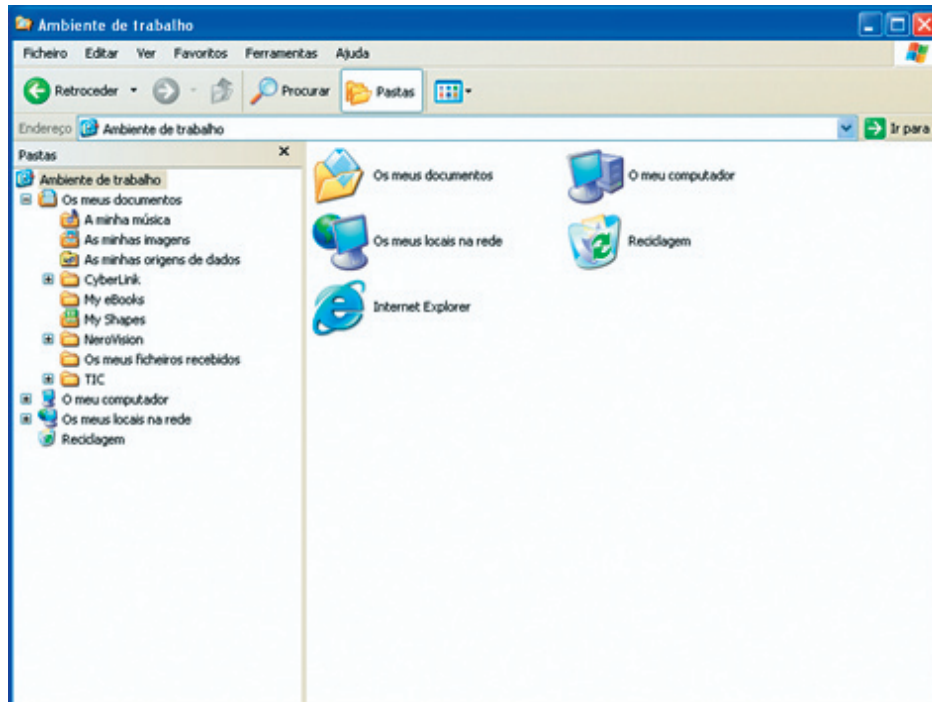 Ambiente de trabalho
Ficheiro Editar Ver Favoritos Ferramentas Ajuda
Retroceder Procurar Pastas
Endereço Ambiente de trabalho Ir para
Pastas
Ambiente de trabalho
Os meus documentos
A minha música
As minhas imagens
As minhas origens de dados
CyberLink
My eBooks
My Shapes
NeroVision
Os meus ficheiros recebidos
TIC
O meu computador
Os meus locais na rede
Reciclagem
Os meus documentos O meu computador
Os meus locais na rede Reciclagem
Internet Explorer